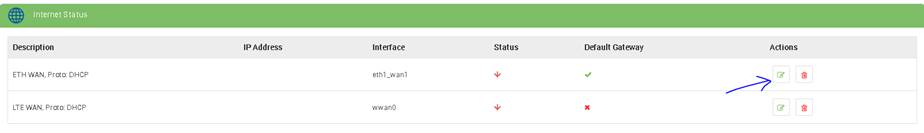 Internet Status
Description IP Address Interface Status Default Gateway Actions
ETH WAN, Proto: DHCP eth1_wan1
LTE WAN, Proto: DHCP wwan0